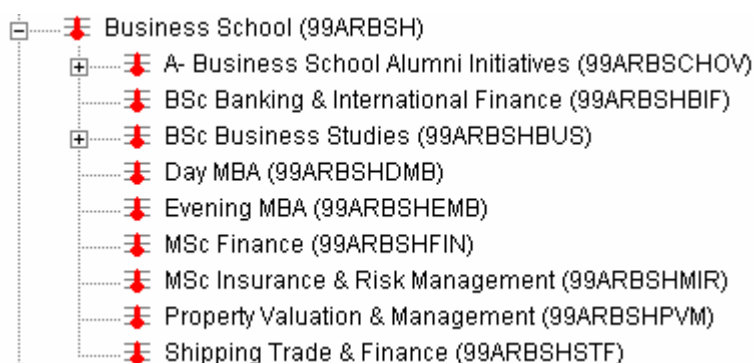 Business School (99ARBSH)
A- Business School Alumni Initiatives (99ARBSCHOV)
BSc Banking & International Finance (99ARBSHBIF)
BSc Business Studies (99ARBSHBUS)
Day MBA (99ARBSHDMB)
Evening MBA (99ARBSHEMB)
MSc Finance (99ARBSHFIN)
MSc Insurance & Risk Management (99ARBSHMIR)
Property Valuation & Management (99ARBSHPVM)
Shipping Trade & Finance (99ARBSHSTF)